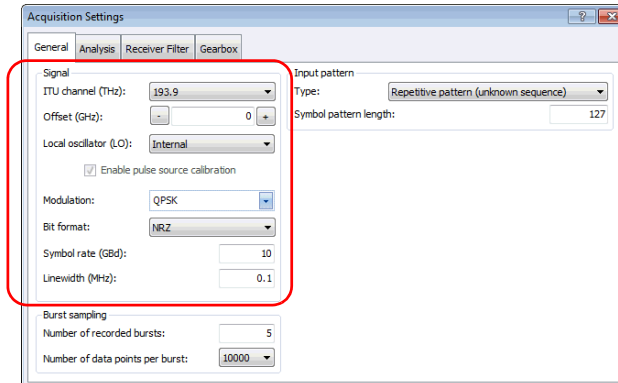 Acquisition Settings
General Analysis Receiver Filter Gearbox
Signal
ITU channel (THz): 193.9
Offset (GHz): - 0 +
Local oscillator (LO): Internal
Enable pulse source calibration
Modulation: QPSK
Bit format: NRZ
Symbol rate (GBd): 10
Linewidth (MHz): 0.1
Burst sampling
Number of recorded bursts: 5
Number of data points per burst: 10000
Input pattern
Type: Repetitive pattern (unknown sequence)
Symbol pattern length: 127